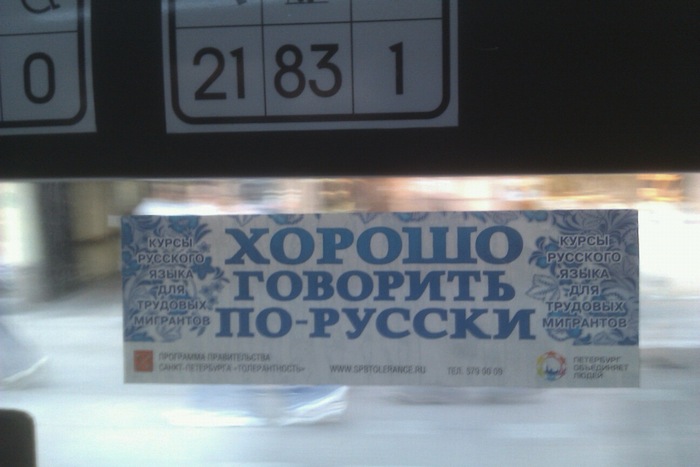 0
21 83 1
ХОРОШО
ГОВОРИТЬ
ПО-РУССКИ
КУРСЫ
РУССКОГО
ЯЗЫКА
ДЛЯ
ТРУДОВЫХ
МИГРАНТОВ
КУРСЫ
РУССКОГО
ЯЗЫКА
ДЛЯ
ТРУДОВЫХ
МИГРАНТОВ
ПРОГРАММА ПРАВИТЕЛЬСТВА
САНКТ-ПЕТЕРБУРГА «ТОЛЕРАНТНОСТЬ»
WWW.SPBTOLERANCE.RU
ТЕЛ.
ПЕТЕРБУРГ
ОБЪЕДИНЯЕТ
ЛЮДЕЙ